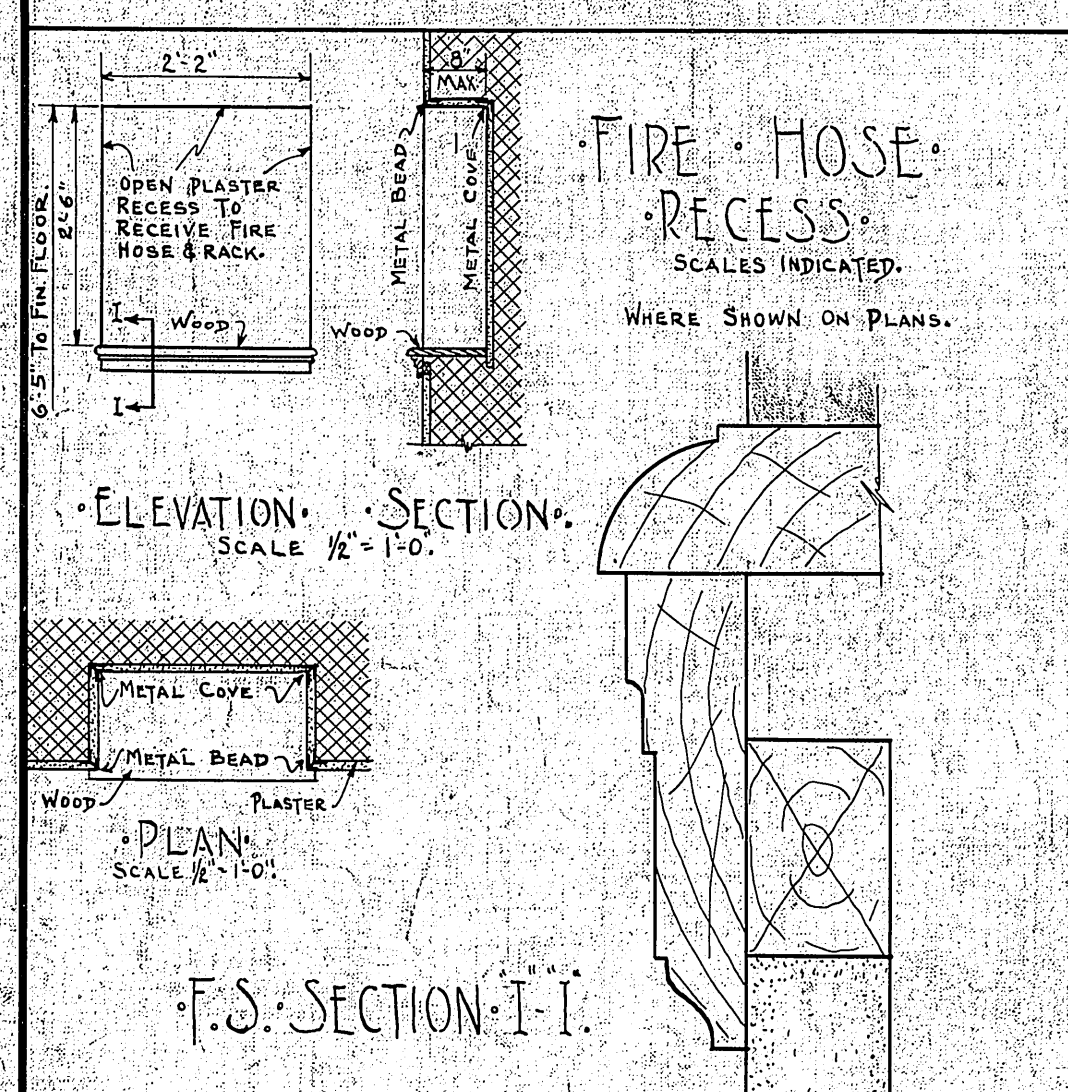 2'-2"
8"
MAX
6'-5" TO FIN. FLOOR.
2'-6"
OPEN PLASTER
RECESS TO
RECEIVE FIRE
HOSE & RACK.
I
WOOD
I
METAL BEAD
METAL COVE
WOOD
·FIRE · HOSE·
·RECESS·
SCALES INDICATED.
WHERE SHOWN ON PLANS.
·ELEVATION· ·SECTION·
SCALE 1/2" = 1'-0".
METAL COVE
METAL BEAD
WOOD
PLASTER
·PLAN·
SCALE 1/2" = 1'-0".
·F.S.·SECTION·I-I.